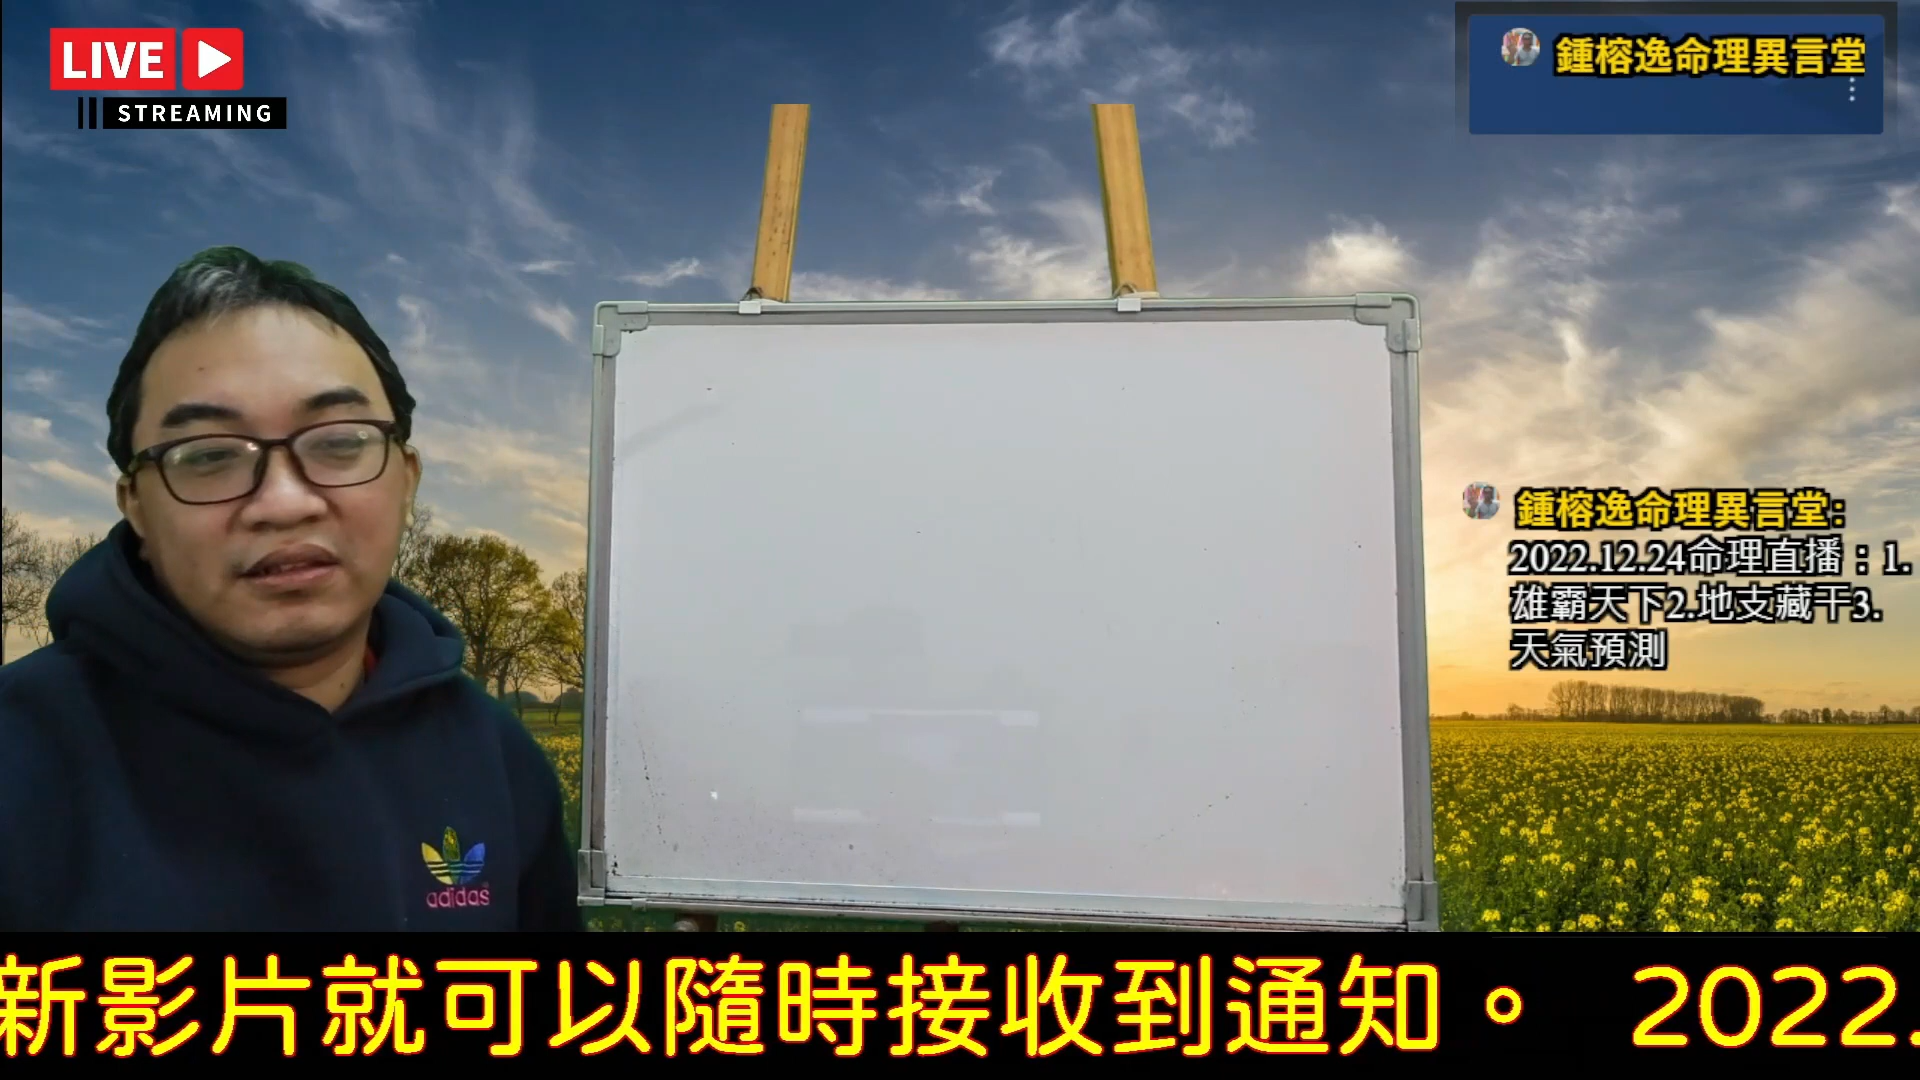 LIVE
STREAMING
鍾榕逸命理異言堂
鍾榕逸命理異言堂:
2022.12.24命理直播：1.
雄霸天下2.地支藏干3.
天氣預測
adidas
新影片就可以隨時接收到通知。 2022.